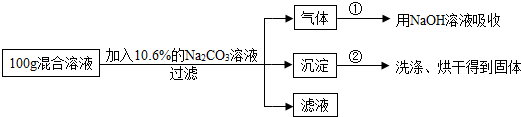 气体
①
用NaOH溶液吸收
100g混合溶液
加入10.6%的Na₂CO₃溶液
过滤
沉淀
②
洗涤、烘干得到固体
滤液